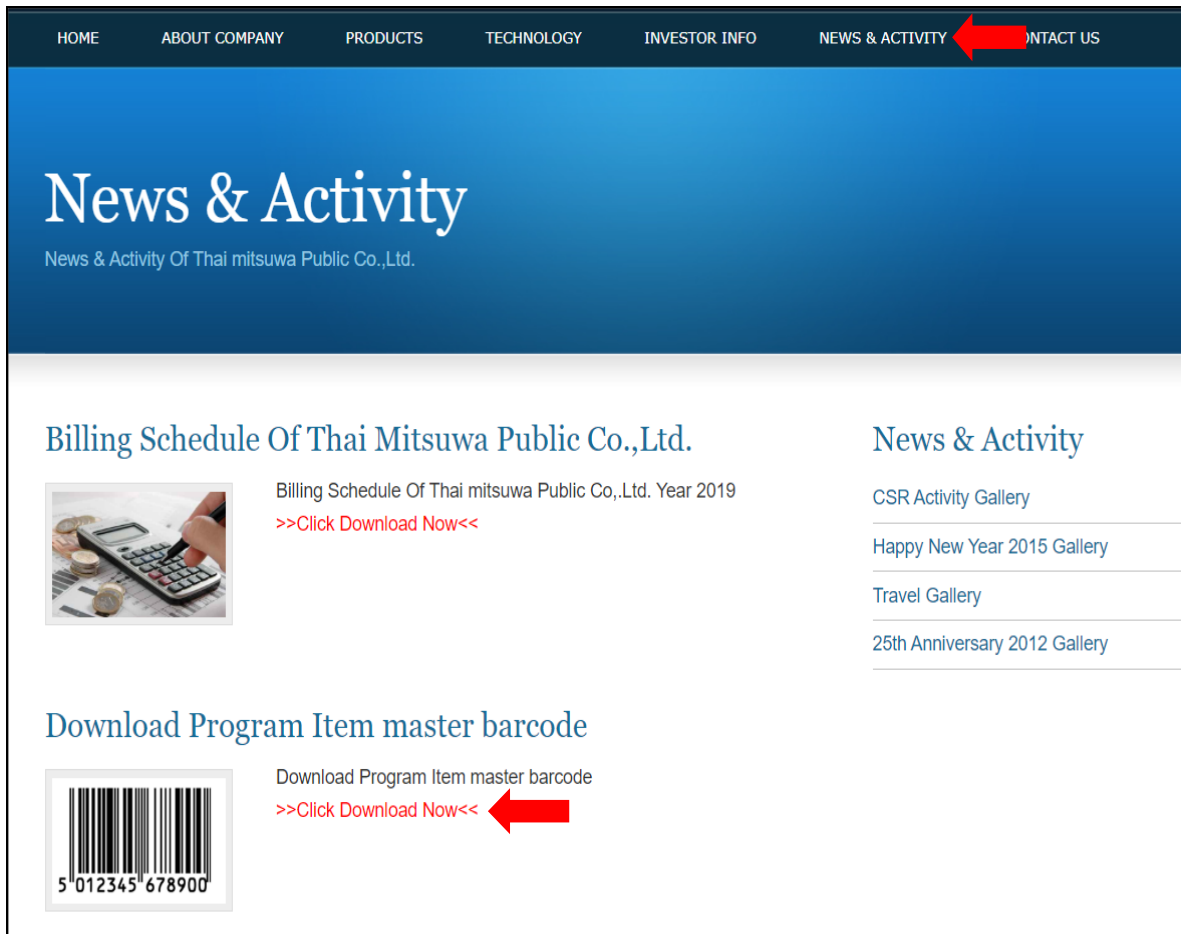 HOME ABOUT COMPANY PRODUCTS TECHNOLOGY INVESTOR INFO NEWS & ACTIVITY ONTACT US
News & Activity
News & Activity Of Thai mitsuwa Public Co.,Ltd.
Billing Schedule Of Thai Mitsuwa Public Co.,Ltd.
Billing Schedule Of Thai mitsuwa Public Co,.Ltd. Year 2019
>>Click Download Now<<
Download Program Item master barcode
Download Program Item master barcode
>>Click Download Now<<
5 012345 678900
News & Activity
CSR Activity Gallery
Happy New Year 2015 Gallery
Travel Gallery
25th Anniversary 2012 Gallery